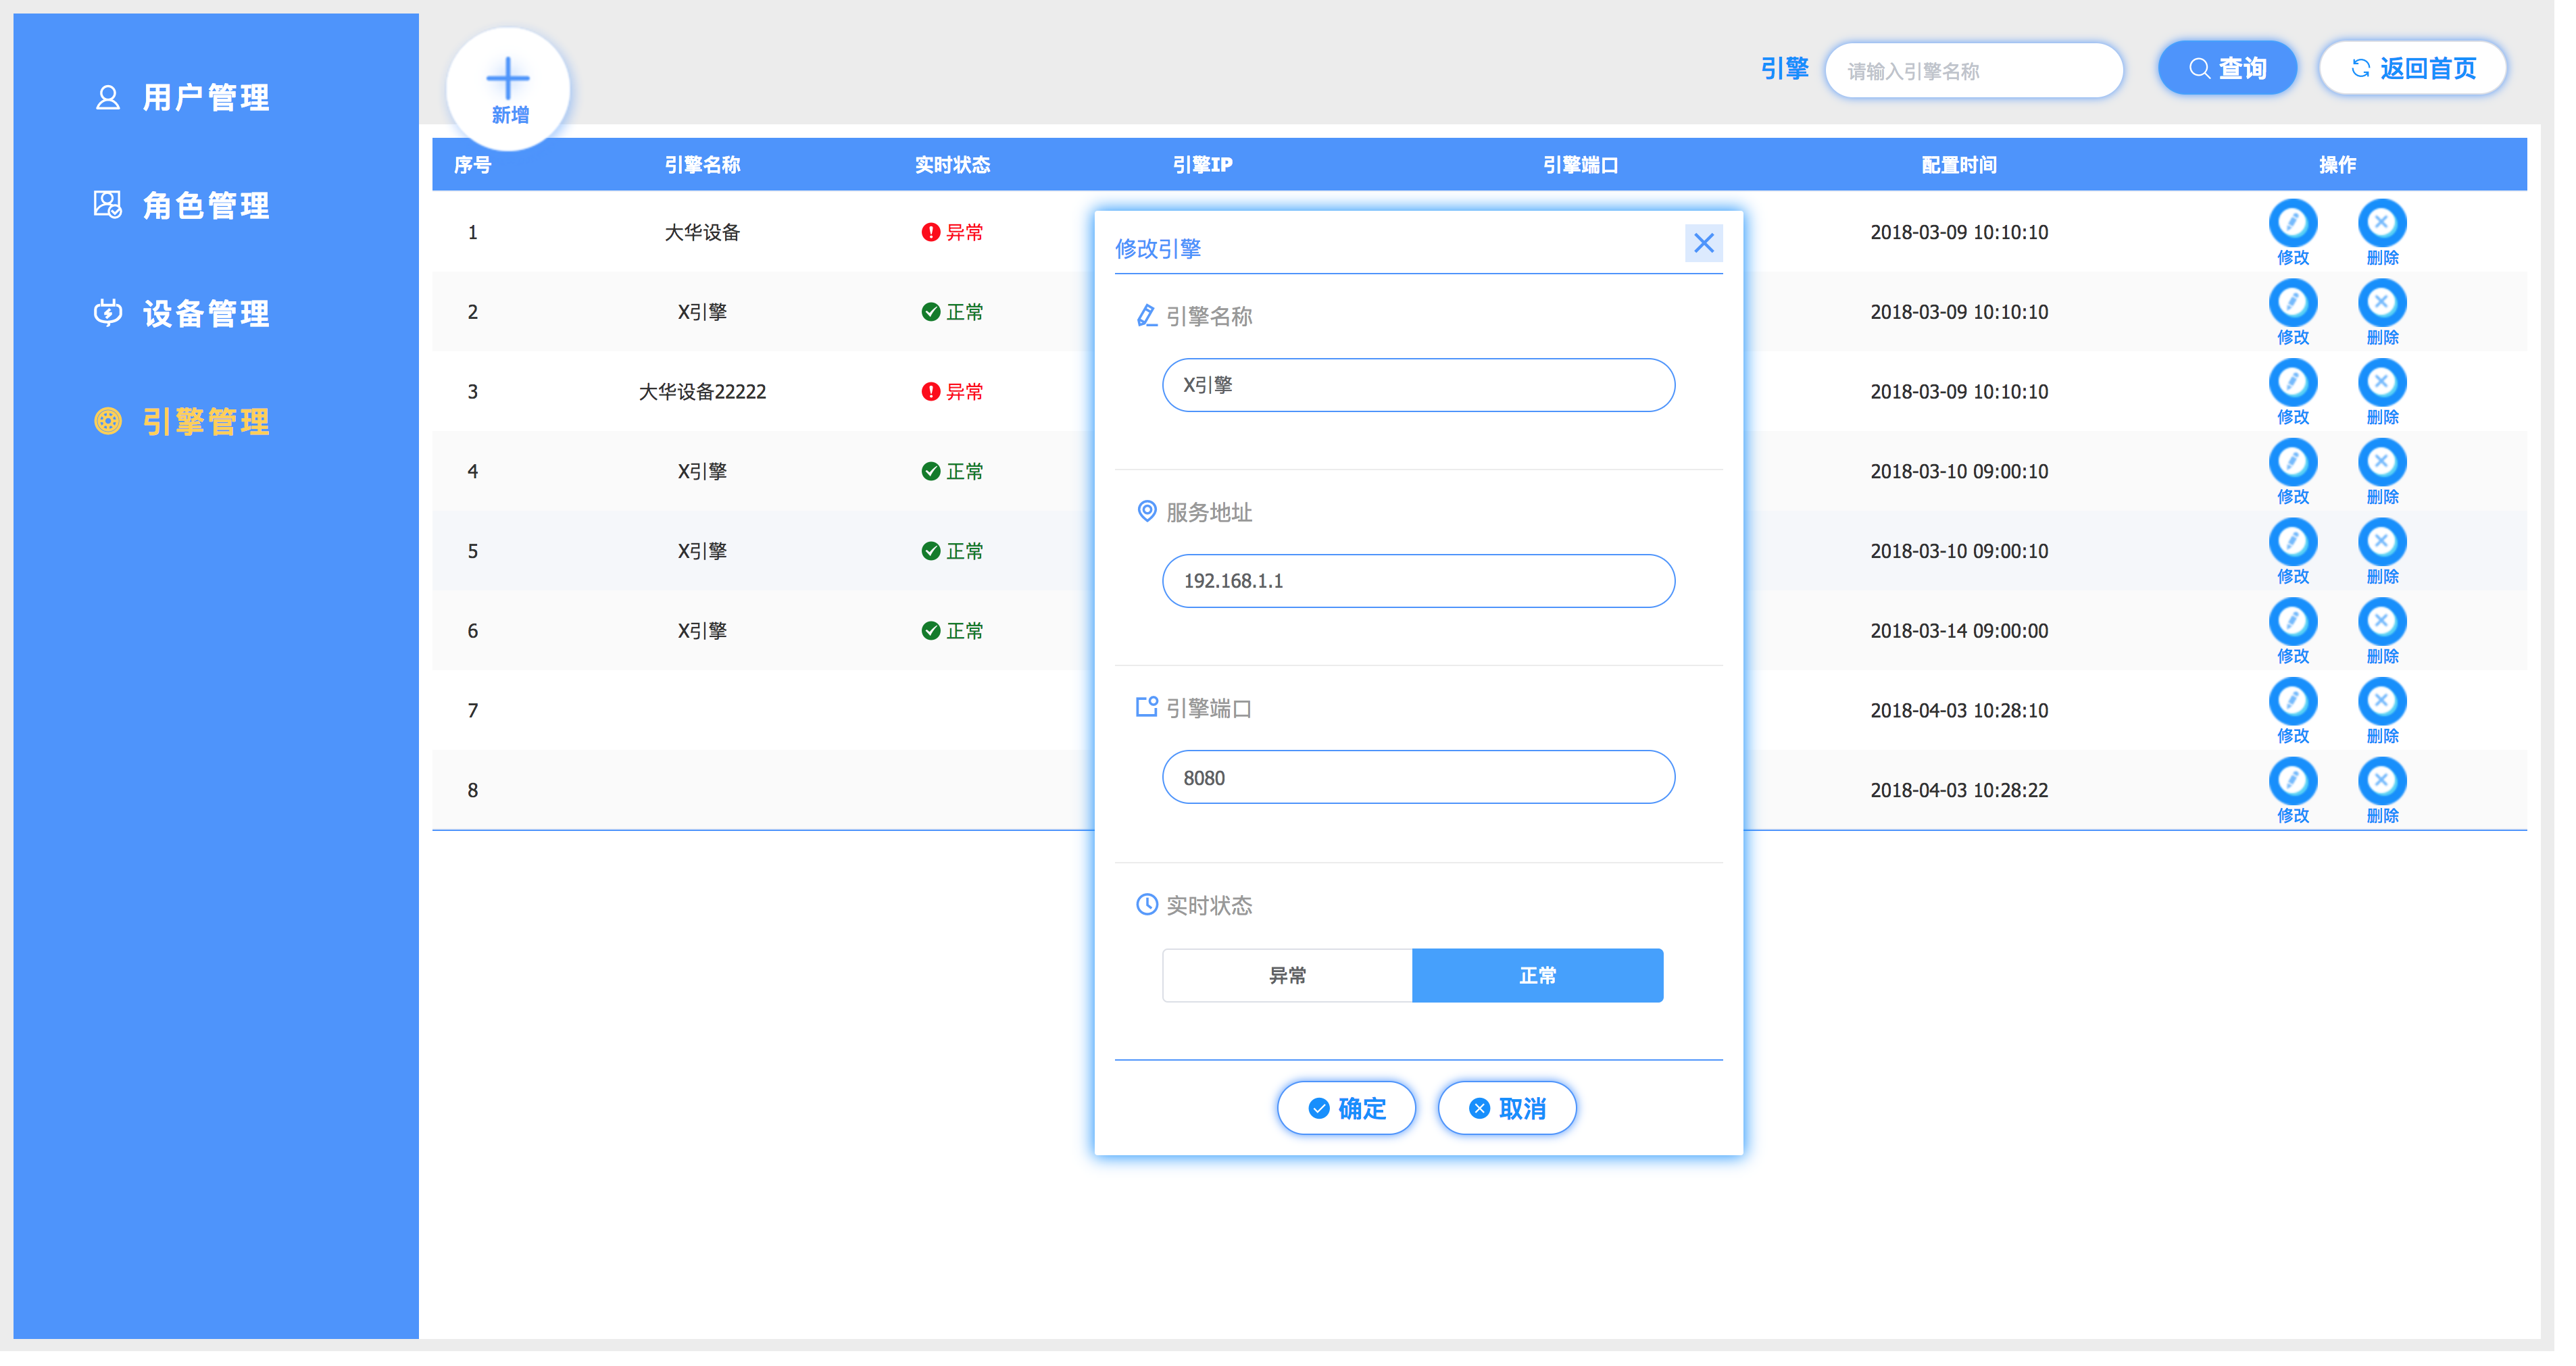 用户管理
角色管理
设备管理
引擎管理
新增
引擎 请输入引擎名称 查询 返回首页
序号 引擎名称 实时状态 引擎IP 引擎端口 配置时间 操作
1 大华设备 异常 2018-03-09 10:10:10 修改 删除
2 X引擎 正常 2018-03-09 10:10:10 修改 删除
3 大华设备22222 异常 2018-03-09 10:10:10 修改 删除
4 X引擎 正常 2018-03-10 09:00:10 修改 删除
5 X引擎 正常 2018-03-10 09:00:10 修改 删除
6 X引擎 正常 2018-03-14 09:00:00 修改 删除
7 2018-04-03 10:28:10 修改 删除
8 2018-04-03 10:28:22 修改 删除
修改引擎
引擎名称
X引擎
服务地址
192.168.1.1
引擎端口
8080
实时状态
异常 正常
确定 取消